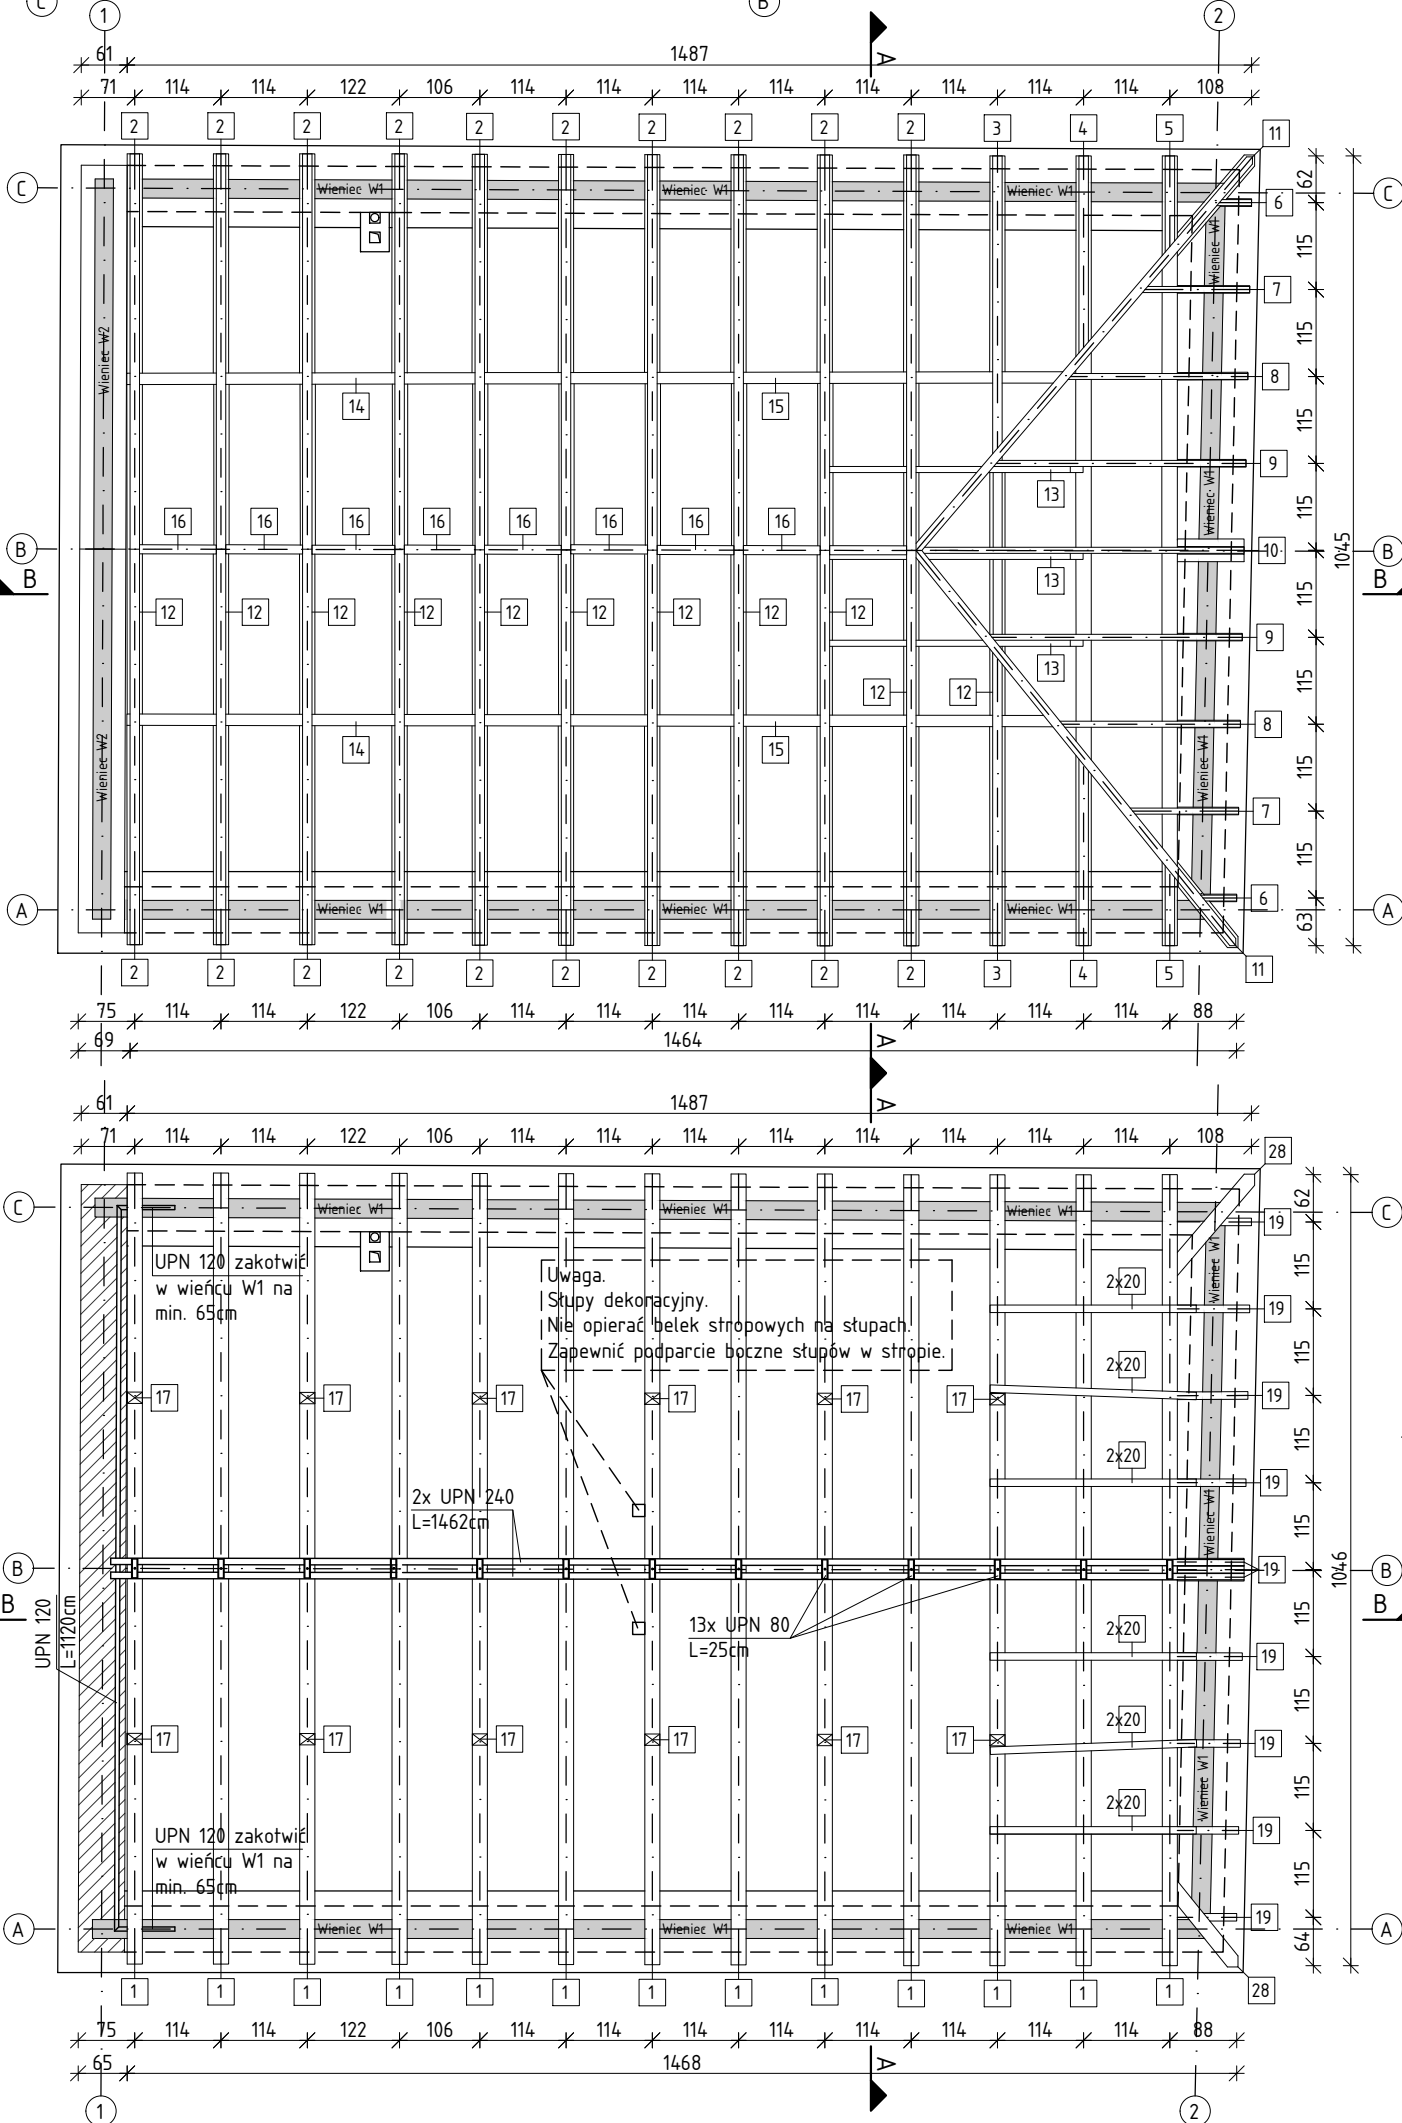 C
B
1
2
61
1487
A
71
114
114
122
106
114
114
114
114
114
114
114
114
108
2
2
2
2
2
2
2
2
2
2
3
4
5
11
C
Wieniec W1
Wieniec W1
Wieniec W1
62
C
6
Wieniec W1
115
7
Wieniec W2
115
8
14
15
115
9
13
Wieniec W1
16
16
16
16
16
16
16
16
115
B
10
1045
B
13
B
B
12
12
12
12
12
12
12
12
12
115
9
13
12
12
115
8
14
15
Wieniec W2
Wieniec W1
115
7
115
6
A
Wieniec W1
Wieniec W1
Wieniec W1
A
63
2
2
2
2
2
2
2
2
2
2
3
4
5
11
75
114
114
122
106
114
114
114
114
114
114
114
114
88
69
1464
A
61
1487
A
71
114
114
122
106
114
114
114
114
114
114
114
114
108
28
C
Wieniec W1
Wieniec W1
Wieniec W1
62
C
19
UPN 120 zakotwić
w wieńcu W1 na
min. 65cm
Uwaga.
Słupy dekoracyjny.
Nie opierać belek stropowych na słupach.
Zapewnić podparcie boczne słupów w stropie.
Wieniec W1
115
2x20
19
115
2x20
17
17
17
17
17
17
19
115
2x20
19
2x UPN 240
L=1462cm
Wieniec W1
115
B
19
1046
B
B
B
UPN 120
L=1120cm
13x UPN 80
L=25cm
115
2x20
19
115
2x20
17
17
17
17
17
17
19
Wieniec W1
115
2x20
19
UPN 120 zakotwić
w wieńcu W1 na
min. 65cm
115
19
A
Wieniec W1
Wieniec W1
Wieniec W1
A
64
1
1
1
1
1
1
1
1
1
1
1
1
1
28
75
114
114
122
106
114
114
114
114
114
114
114
114
88
65
1468
A
1
2